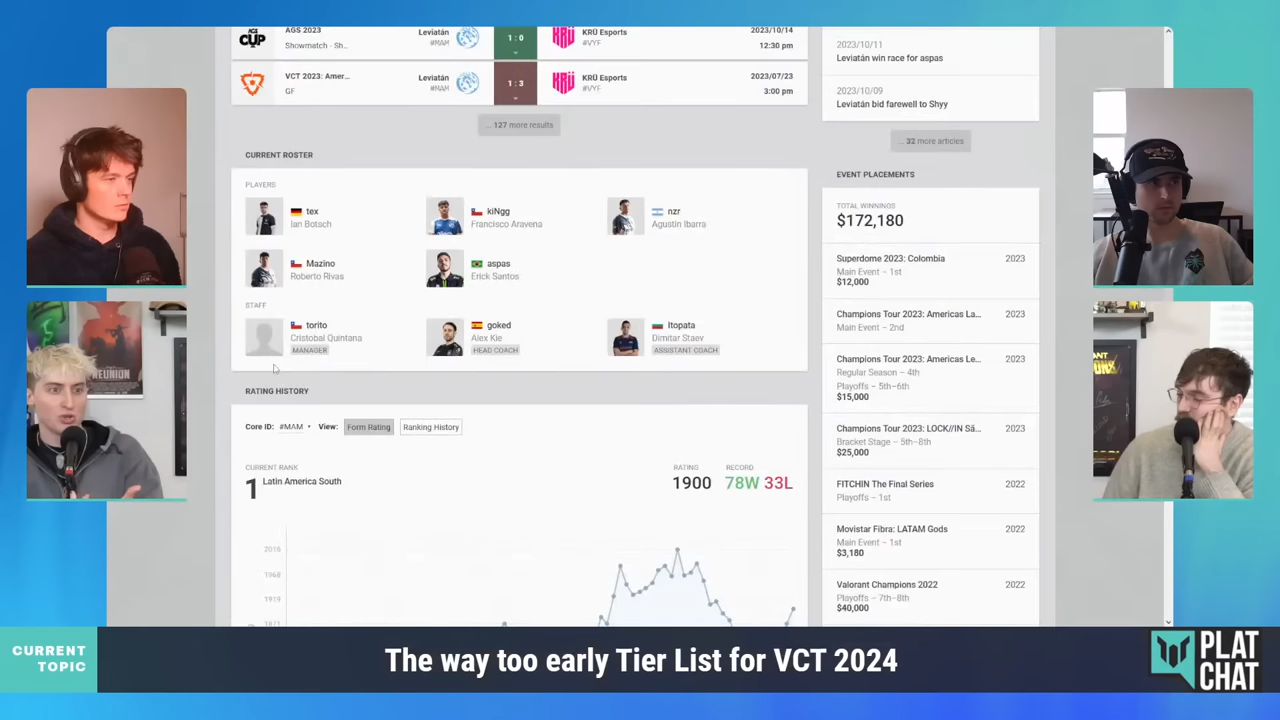 AGS 2023
Showmatch - Sh...
AGS
CUP
Leviatán
#MAM
1 : 0
KRÜ
KRÜ Esports
#VYF
2023/10/14
12:30 pm
VCT 2023: Amer...
GF
Leviatán
#MAM
1 : 3
KRÜ
KRÜ Esports
#VYF
2023/07/23
3:00 pm
... 127 more results
CURRENT ROSTER
PLAYERS
tex
Ian Botsch
kiNgg
Francisco Aravena
nzr
Agustin Ibarra
Mazino
Roberto Rivas
aspas
Erick Santos
STAFF
torito
Cristobal Quintana
MANAGER
goked
Alex Kie
HEAD COACH
Itopata
Dimitar Staev
ASSISTANT COACH
RATING HISTORY
Core ID: #MAM View: Form Rating Ranking History
CURRENT RANK
1 Latin America South
RATING
1900
RECORD
78W 33L
2016
1968
1919
1871
2023/10/11
Leviatán win race for aspas
2023/10/09
Leviatán bid farewell to Shyy
... 32 more articles
EVENT PLACEMENTS
TOTAL WINNINGS
$172,180
Superdome 2023: Colombia 2023
Main Event – 1st
$12,000
Champions Tour 2023: Americas La... 2023
Main Event – 2nd
Champions Tour 2023: Americas Le... 2023
Regular Season – 4th
Playoffs – 5th–6th
$15,000
Champions Tour 2023: LOCK//IN Sã... 2023
Bracket Stage – 5th–8th
$25,000
FITCHIN The Final Series 2022
Playoffs – 1st
Movistar Fibra: LATAM Gods 2022
Main Event – 1st
$3,180
Valorant Champions 2022 2022
Playoffs – 7th–8th
$40,000
CURRENT
TOPIC
The way too early Tier List for VCT 2024
PLAT
CHAT